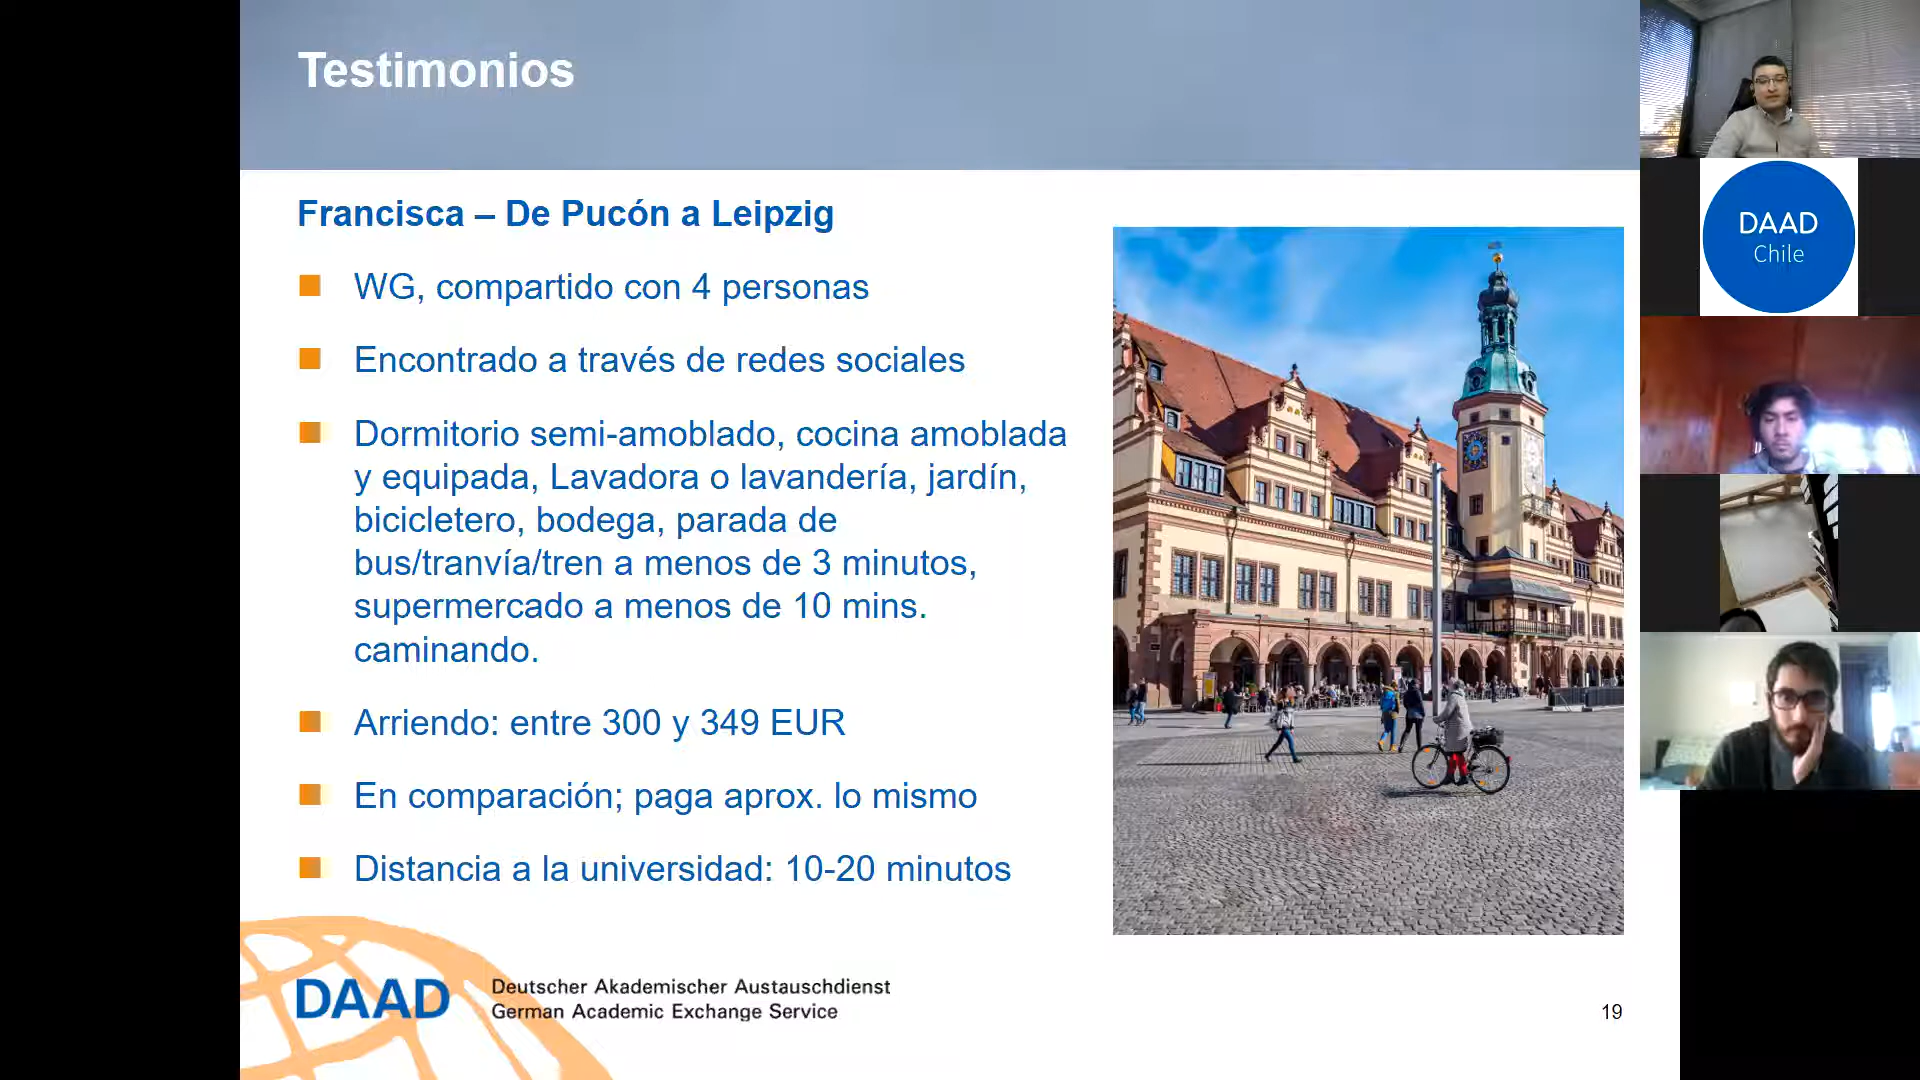 Testimonios
Francisca – De Pucón a Leipzig
WG, compartido con 4 personas
Encontrado a través de redes sociales
Dormitorio semi-amoblado, cocina amoblada
y equipada, Lavadora o lavandería, jardín,
bicicletero, bodega, parada de
bus/tranvía/tren a menos de 3 minutos,
supermercado a menos de 10 mins.
caminando.
Arriendo: entre 300 y 349 EUR
En comparación; paga aprox. lo mismo
Distancia a la universidad: 10-20 minutos
DAAD
Deutscher Akademischer Austauschdienst
German Academic Exchange Service
19
DAAD
Chile